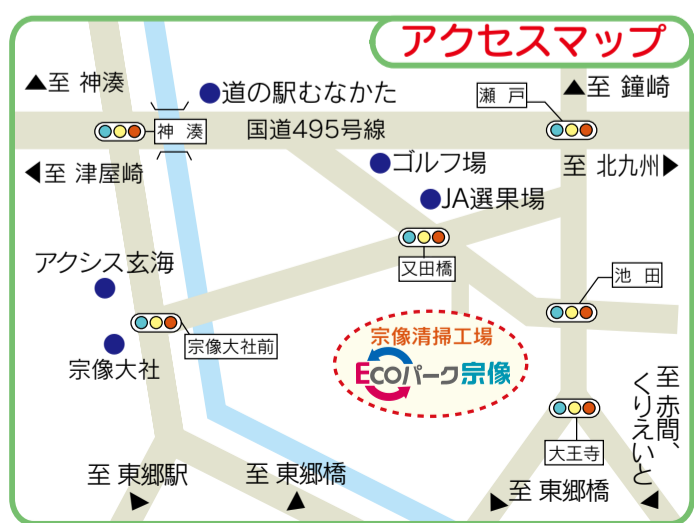 アクセスマップ
▲至 神湊
●道の駅むなかた
瀬 戸
▲至 鐘崎
神 湊
国道495号線
◀至 津屋崎
●ゴルフ場
至 北九州▶
●JA選果場
アクシス玄海
又田橋
池 田
宗像大社前
宗像大社
宗像清掃工場
Ecoパーク宗像
至 赤間、
くりえいと
大王寺
至 東郷駅
至 東郷橋
至 東郷橋